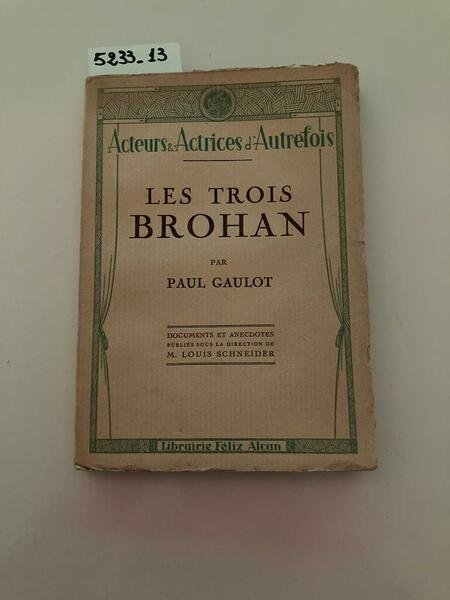 5233_13
Acteurs & Actrices d'Autrefois
LES TROIS
BROHAN
PAR
PAUL GAULOT
DOCUMENTS ET ANECDOTES
PUBLIÉS SOUS LA DIRECTION DE
M. LOUIS SCHNEIDER
Librairie Félix Alcan